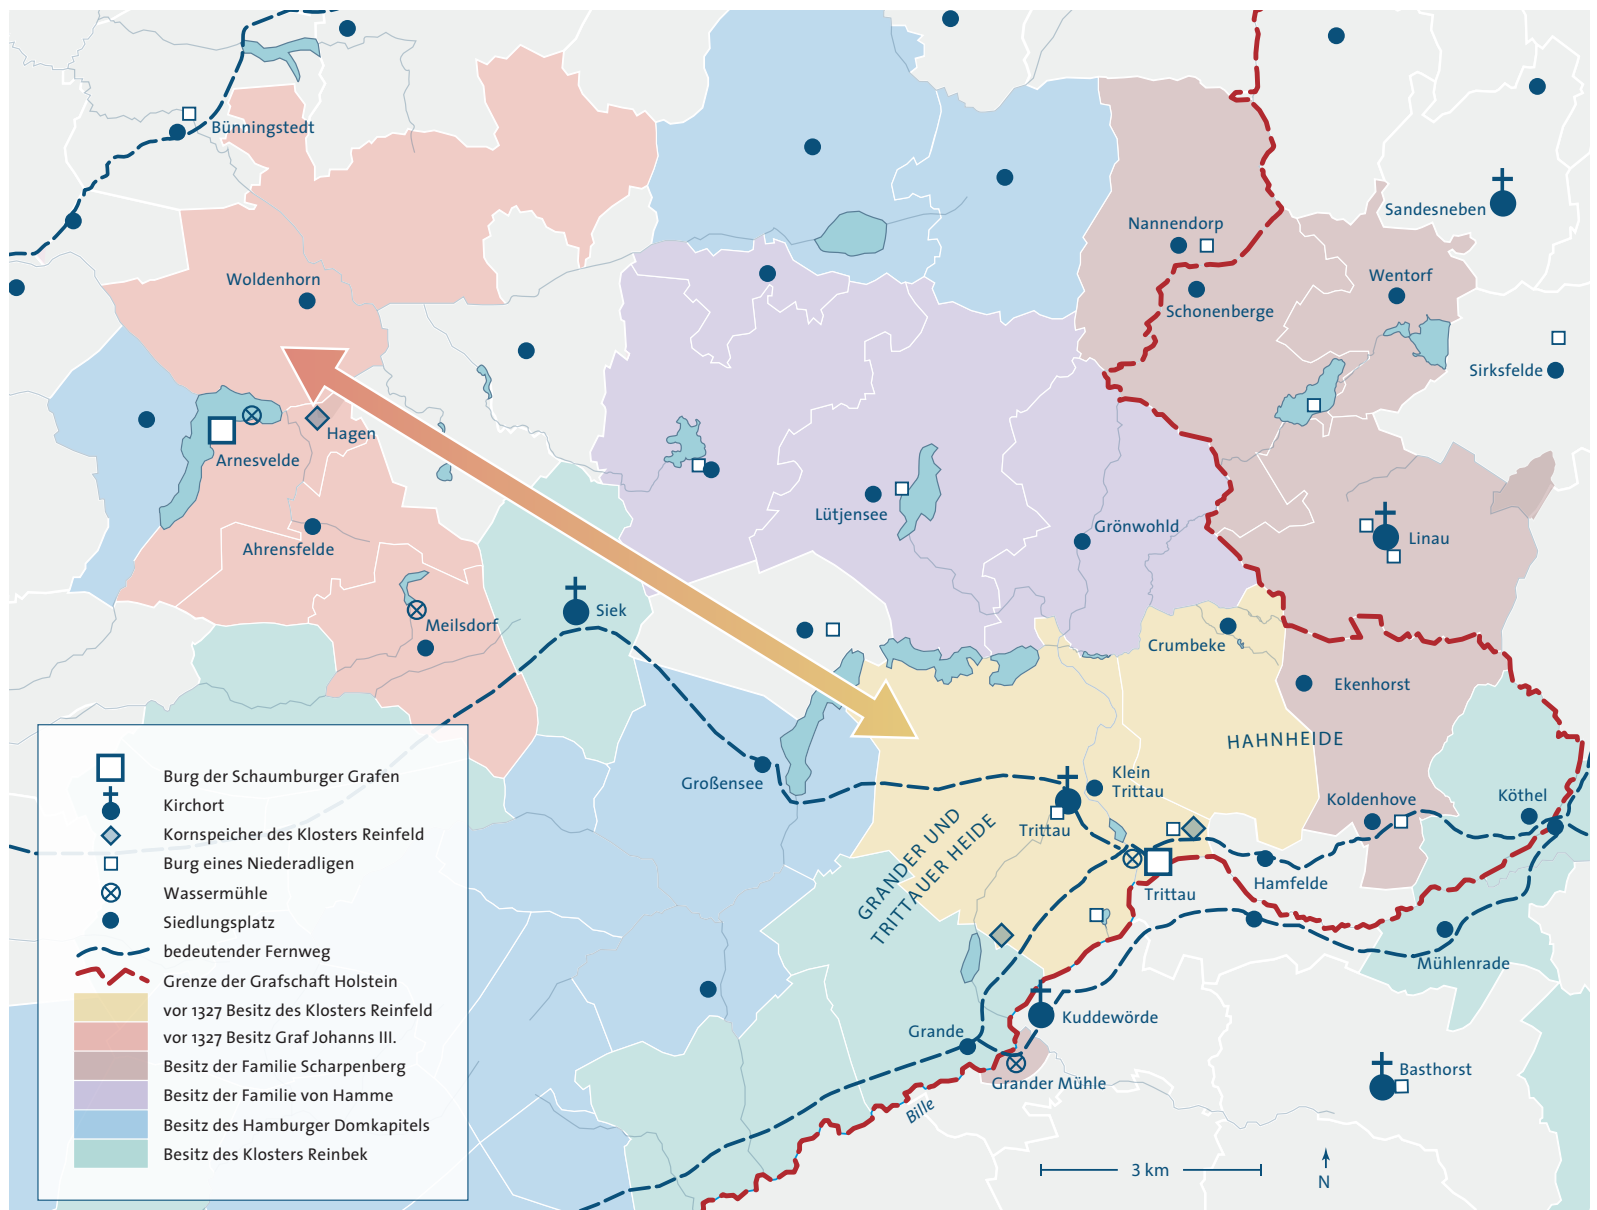 Bünningstedt
Sandesneben
Nannendorp
Woldenhorn
Wentorf
Schonenberge
Sirksfelde
Hagen
Arnesvelde
Lütjensee
Grönwohld
Linau
Ahrensfelde
Siek
Meilsdorf
Crumbeke
Ekenhorst
HAHNHEIDE
Großensee
Klein
Trittau
Trittau
Koldenhove
Köthel
GRANDER UND
TRITTAUER HEIDE
Hamfelde
Trittau
Mühlenrade
Kuddewörde
Grande
Grander Mühle
Basthorst
Bille
3 km
N
Burg der Schaumburger Grafen
Kirchort
Kornspeicher des Klosters Reinfeld
Burg eines Niederadligen
Wassermühle
Siedlungsplatz
bedeutender Fernweg
Grenze der Grafschaft Holstein
vor 1327 Besitz des Klosters Reinfeld
vor 1327 Besitz Graf Johanns III.
Besitz der Familie Scharpenberg
Besitz der Familie von Hamme
Besitz des Hamburger Domkapitels
Besitz des Klosters Reinbek